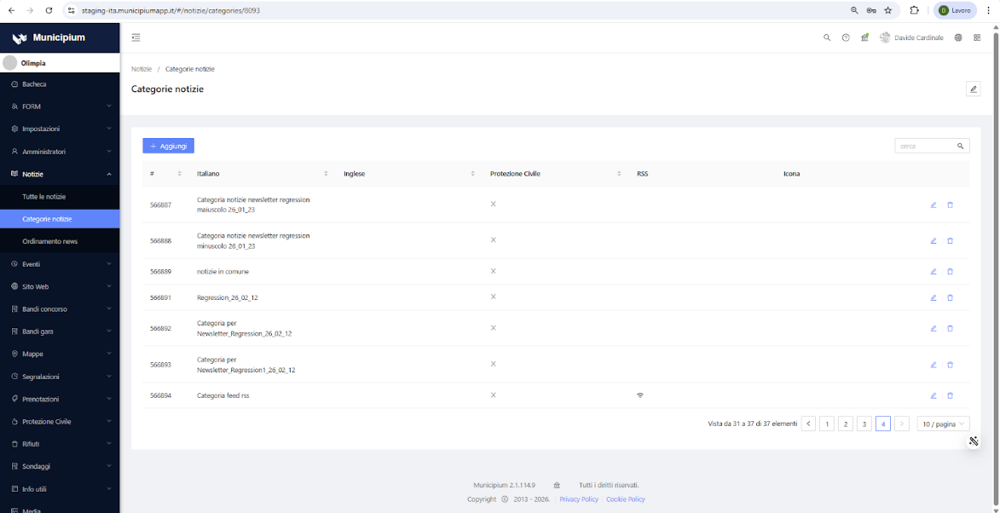 staging-ita.municipiumapp.it/#/notizie/categories/8093
D Lavoro
Municipium
Davide Cardinale
Olimpia
Bacheca
FORM
Impostazioni
Amministratori
Notizie
Tutte le notizie
Categorie notizie
Ordinamento news
Eventi
Sito Web
Bandi concorso
Bandi gara
Mappe
Segnalazioni
Prenotazioni
Protezione Civile
Rifiuti
Sondaggi
Info utili
Media
Notizie / Categorie notizie
Categorie notizie
+ Aggiungi
cerca
# Italiano Inglese Protezione Civile RSS Icona
566887 Categoria notizie newsletter regression
maiuscolo 26_01_23
566888 Categoria notizie newsletter regression
minuscolo 26_01_23
566889 notizie in comune
566891 Regression_26_02_12
566892 Categoria per
Newsletter_Regression_26_02_12
566893 Categoria per
Newsletter_Regression1_26_02_12
566894 Categoria feed rss
Vista da 31 a 37 di 37 elementi < 1 2 3 4 > 10 / pagina
Municipium 2.1.114.9 Tutti i diritti riservati.
Copyright © 2013 - 2026. Privacy Policy Cookie Policy